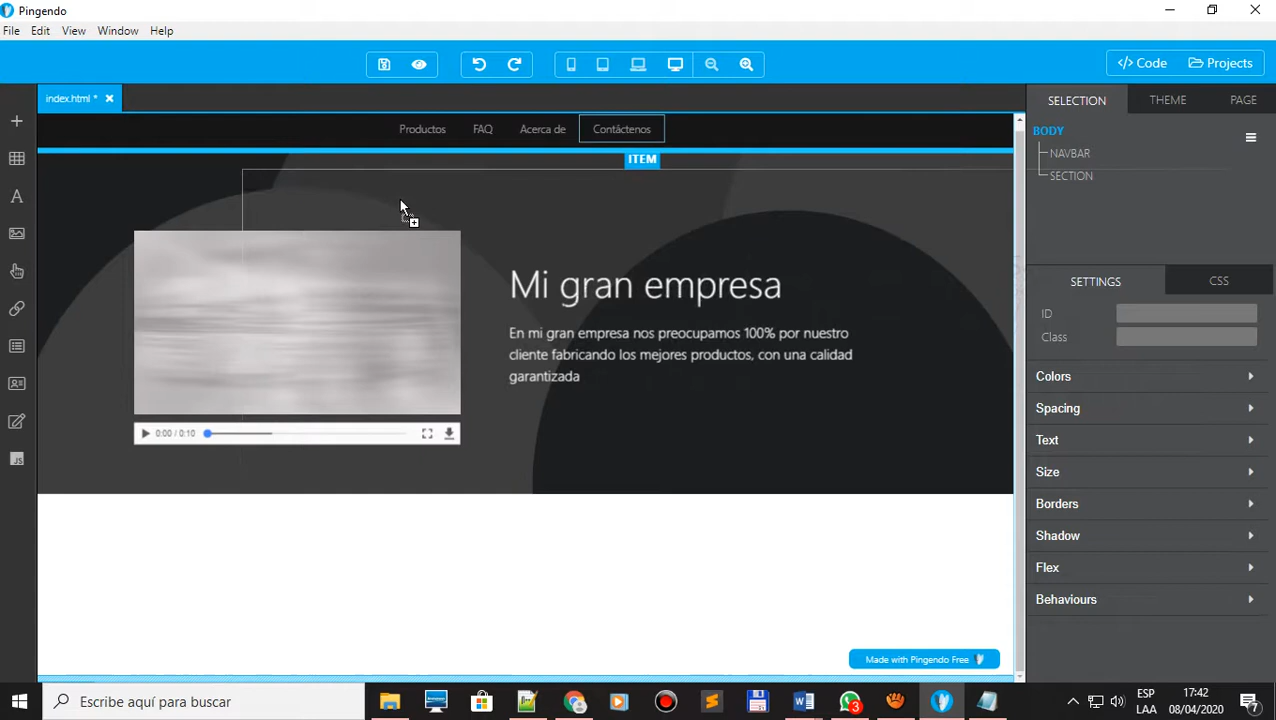 Pingendo
File Edit View Window Help
</> Code Projects
index.html * SELECTION THEME PAGE
Productos FAQ Acerca de Contáctenos
ITEM
BODY
NAVBAR
SECTION
Mi gran empresa
En mi gran empresa nos preocupamos 100% por nuestro
cliente fabricando los mejores productos, con una calidad
garantizada
0:00 / 0:10
SETTINGS CSS
ID
Class
Colors
Spacing
Text
Size
Borders
Shadow
Flex
Behaviours
Made with Pingendo Free
Escribe aquí para buscar
3
ESP
LAA
7:42
08/04/2020
7